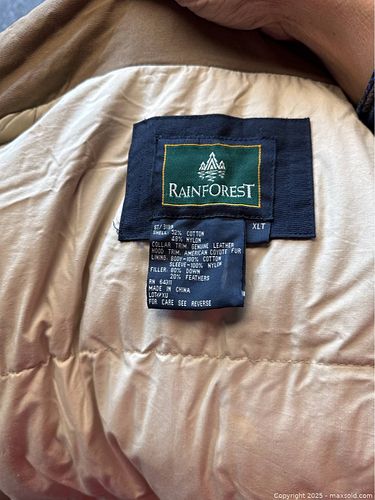 RAINFOREST
XLT
SHELL: 52% COTTON
48% NYLON
COLLAR TRIM: GENUINE LEATHER
HOOD TRIM: AMERICAN COYOTE FUR
LINING: BODY-100% COTTON
SLEEVE-100% NYLON
FILLER: 80% DOWN
20% FEATHERS
RN 64011
MADE IN CHINA
FOR CARE SEE REVERSE
Copyright 2025 - maxsold.com